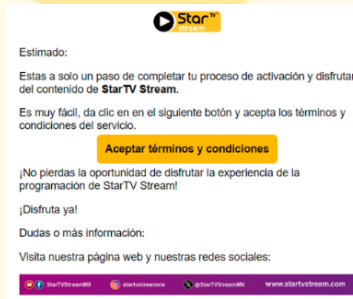 Star TV
stream
Estimado:
Estas a solo un paso de completar tu proceso de activación y disfrutar
del contenido de StarTV Stream.
Es muy fácil, da clic en en el siguiente botón y acepta los términos y
condiciones del servicio.
Aceptar términos y condiciones
¡No pierdas la oportunidad de disfrutar la experiencia de la
programación de StarTV Stream!
¡Disfruta ya!
Dudas o más información:
Visita nuestra página web y nuestras redes sociales:
StarTVStreamMX startvstreammx @StarTVStreamMX www.startvstream.com